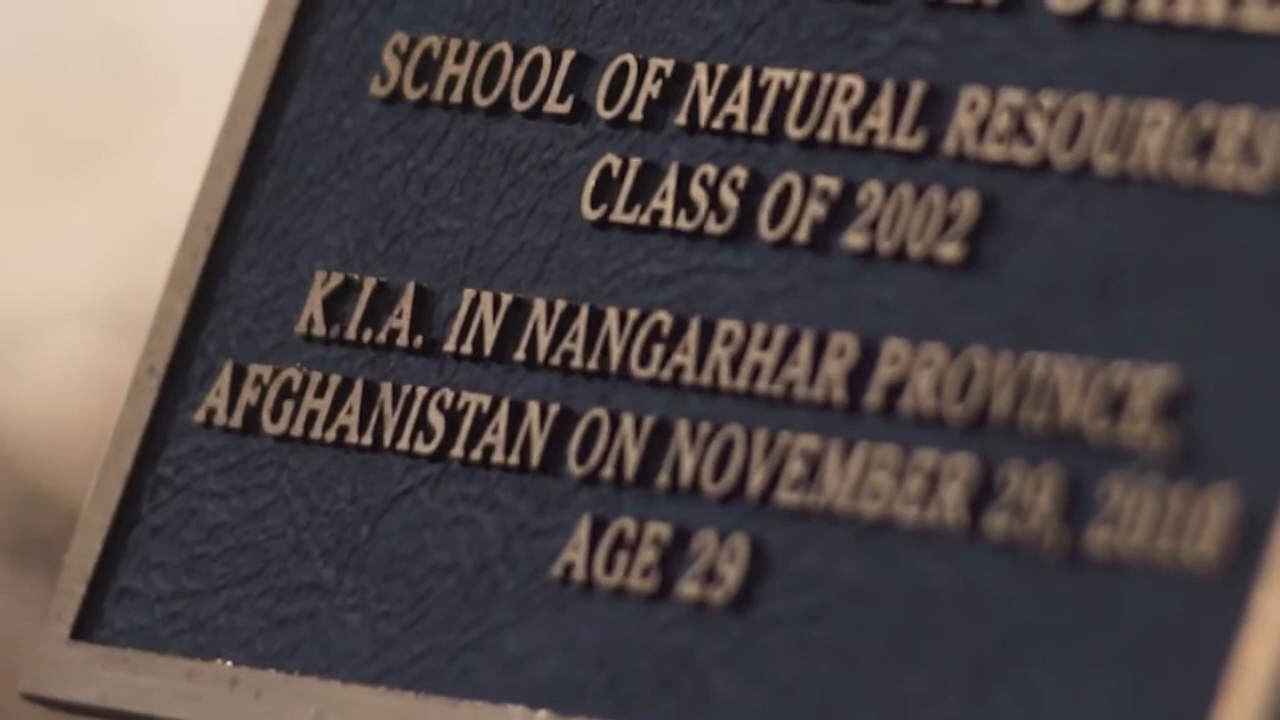 SCHOOL OF NATURAL RESOURCES
CLASS OF 2002
K.I.A. IN NANGARHAR PROVINCE,
AFGHANISTAN ON NOVEMBER 29, 2010
AGE 29